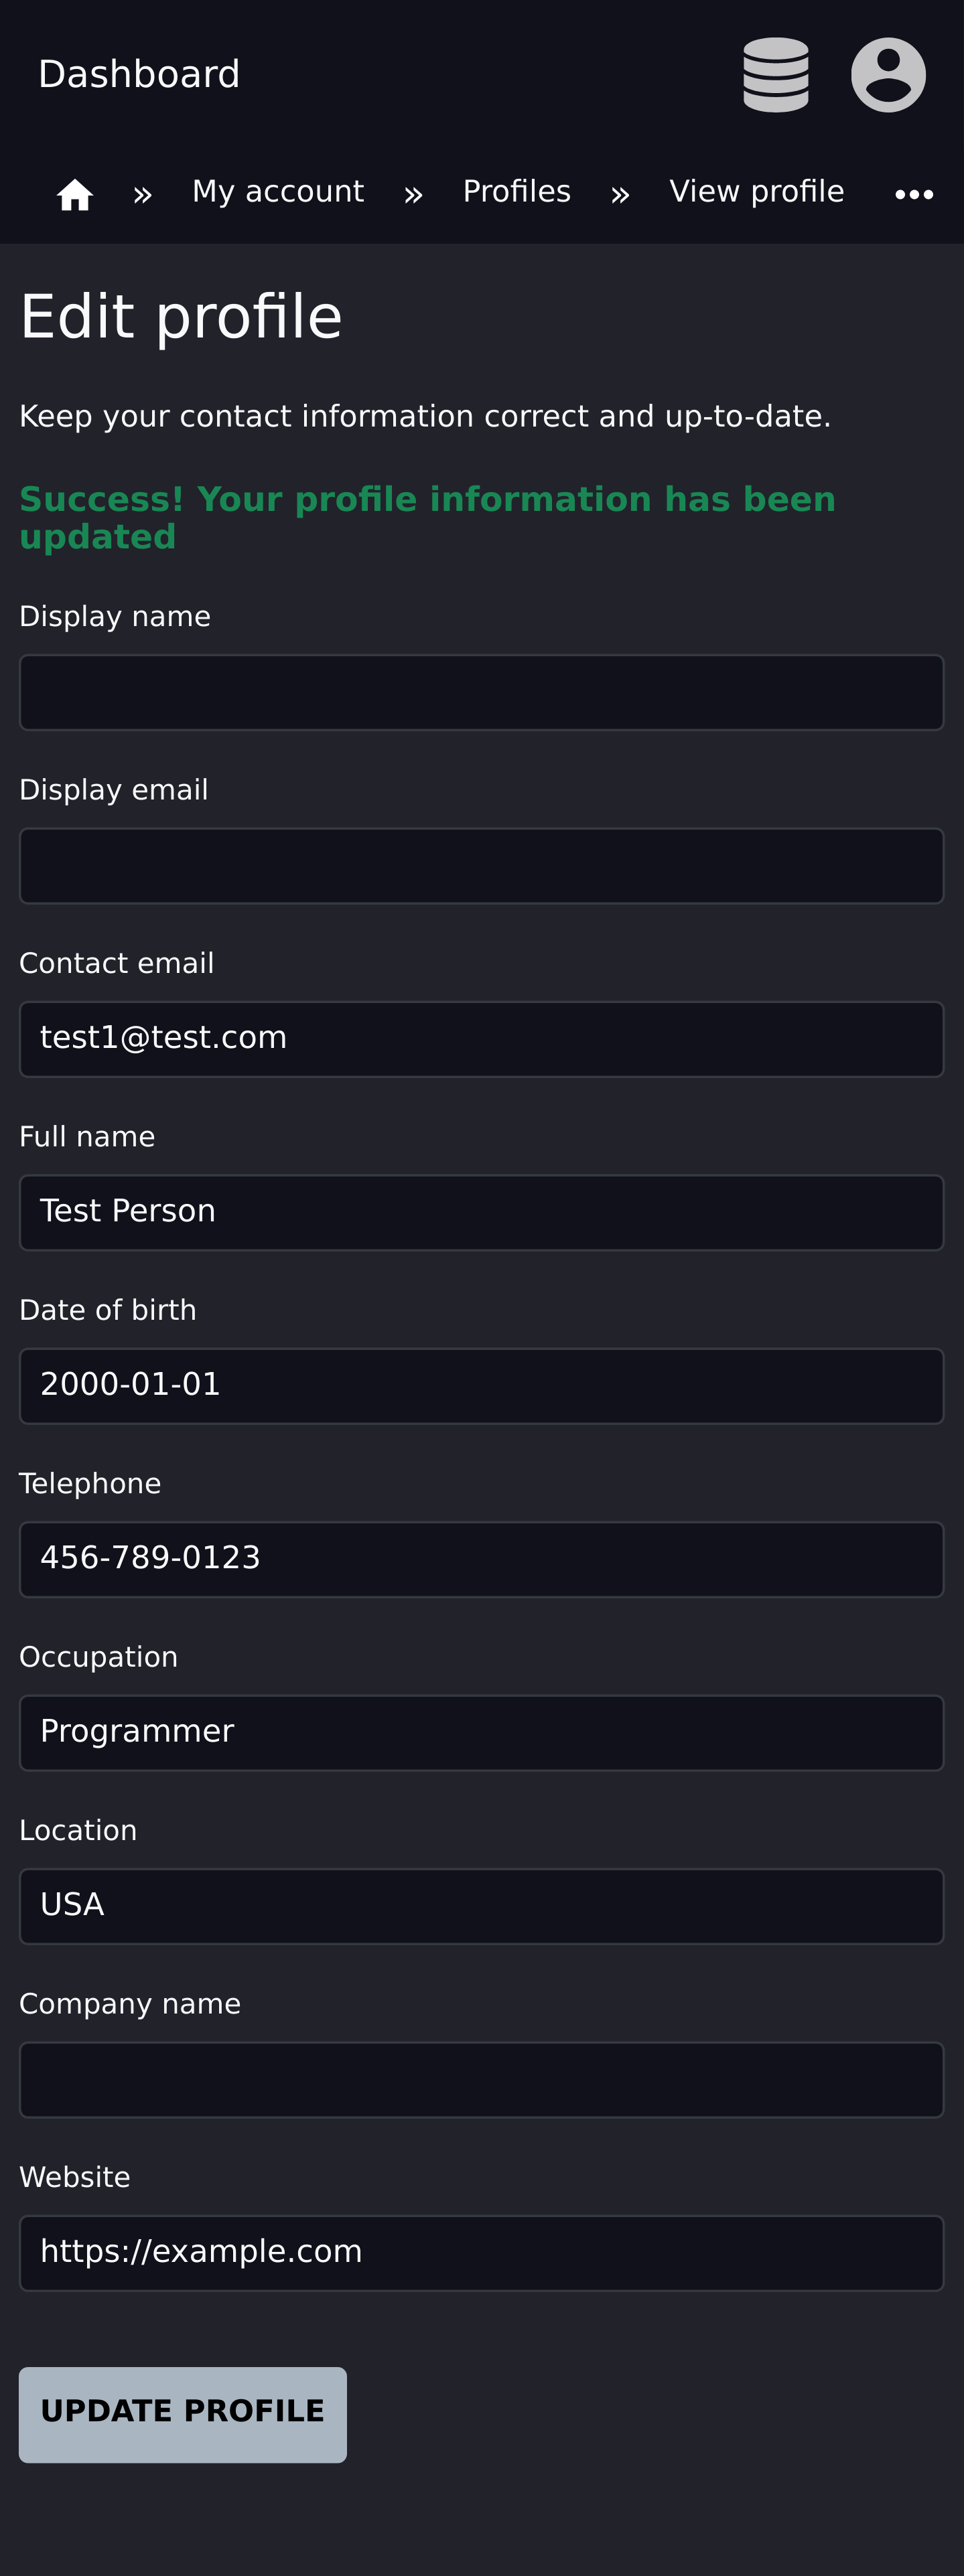 Dashboard
» My account » Profiles » View profile •••
Edit profile
Keep your contact information correct and up-to-date.
Success! Your profile information has been
updated
Display name
Display email
Contact email
test1@test.com
Full name
Test Person
Date of birth
2000-01-01
Telephone
456-789-0123
Occupation
Programmer
Location
USA
Company name
Website
https://example.com
UPDATE PROFILE